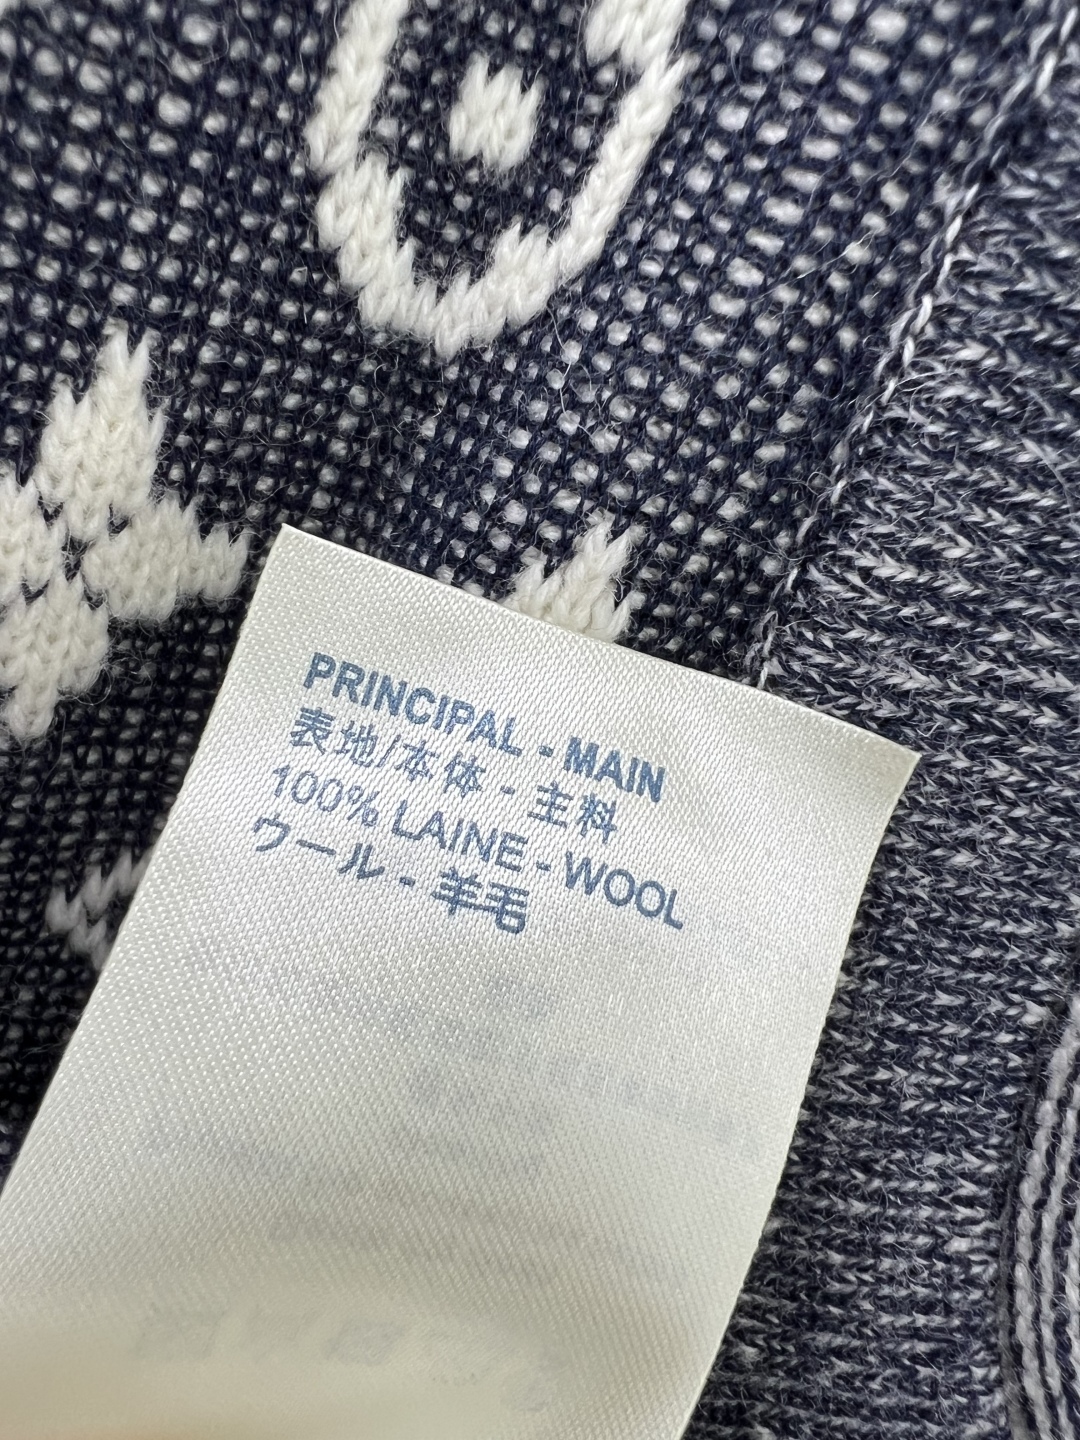 PRINCIPAL - MAIN
表地/本体 - 主料
100% LAINE - WOOL
ウール - 羊毛